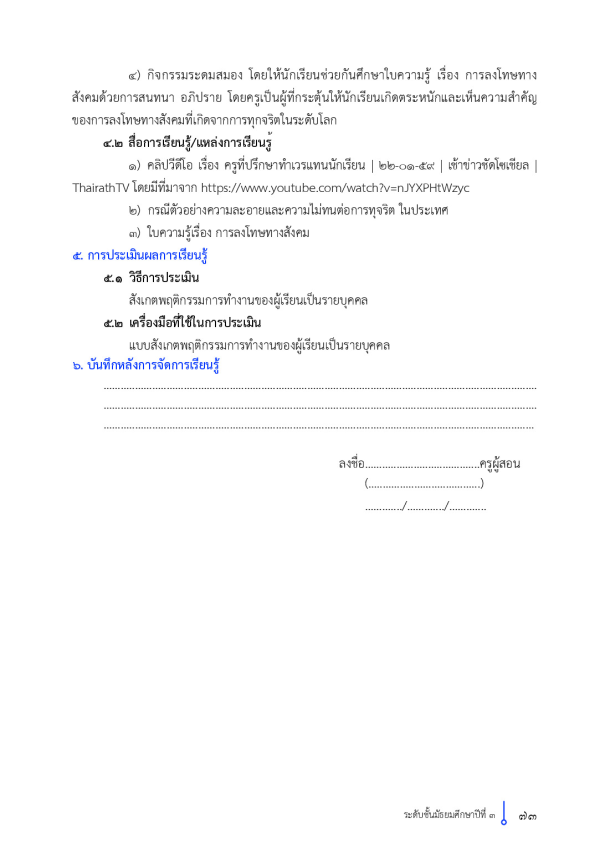 ๔) กิจกรรมระดมสมอง โดยให้นักเรียนช่วยกันศึกษาใบความรู้ เรื่อง การลงโทษทาง
สังคมด้วยการสนทนา อภิปราย โดยครูเป็นผู้ที่กระตุ้นให้นักเรียนเกิดตระหนักและเห็นความสำคัญ
ของการลงโทษทางสังคมที่เกิดจากการทุกจริตในระดับโลก
๔.๒ สื่อการเรียนรู้/แหล่งการเรียนรู้
๑) คลิปวีดีโอ เรื่อง ครูที่ปรึกษาทำเวรแทนนักเรียน | ๒๒-๐๑-๕๙ | เช้าข่าวชัดโซเชียล |
ThairathTV โดยมีที่มาจาก https://www.youtube.com/watch?v=nJYXPHtWzyc
๒) กรณีตัวอย่างความละอายและความไม่ทนต่อการทุจริต ในประเทศ
๓) ใบความรู้เรื่อง การลงโทษทางสังคม
๕. การประเมินผลการเรียนรู้
๕.๑ วิธีการประเมิน
สังเกตพฤติกรรมการทำงานของผู้เรียนเป็นรายบุคคล
๕.๒ เครื่องมือที่ใช้ในการประเมิน
แบบสังเกตพฤติกรรมการทำงานของผู้เรียนเป็นรายบุคคล
๖. บันทึกหลังการจัดการเรียนรู้
................................................................................
................................................................................
................................................................................
ลงชื่อ........................................ครูผู้สอน
(.......................................)
............./............./.............
ระดับชั้นมัธยมศึกษาปีที่ ๓
๗๓